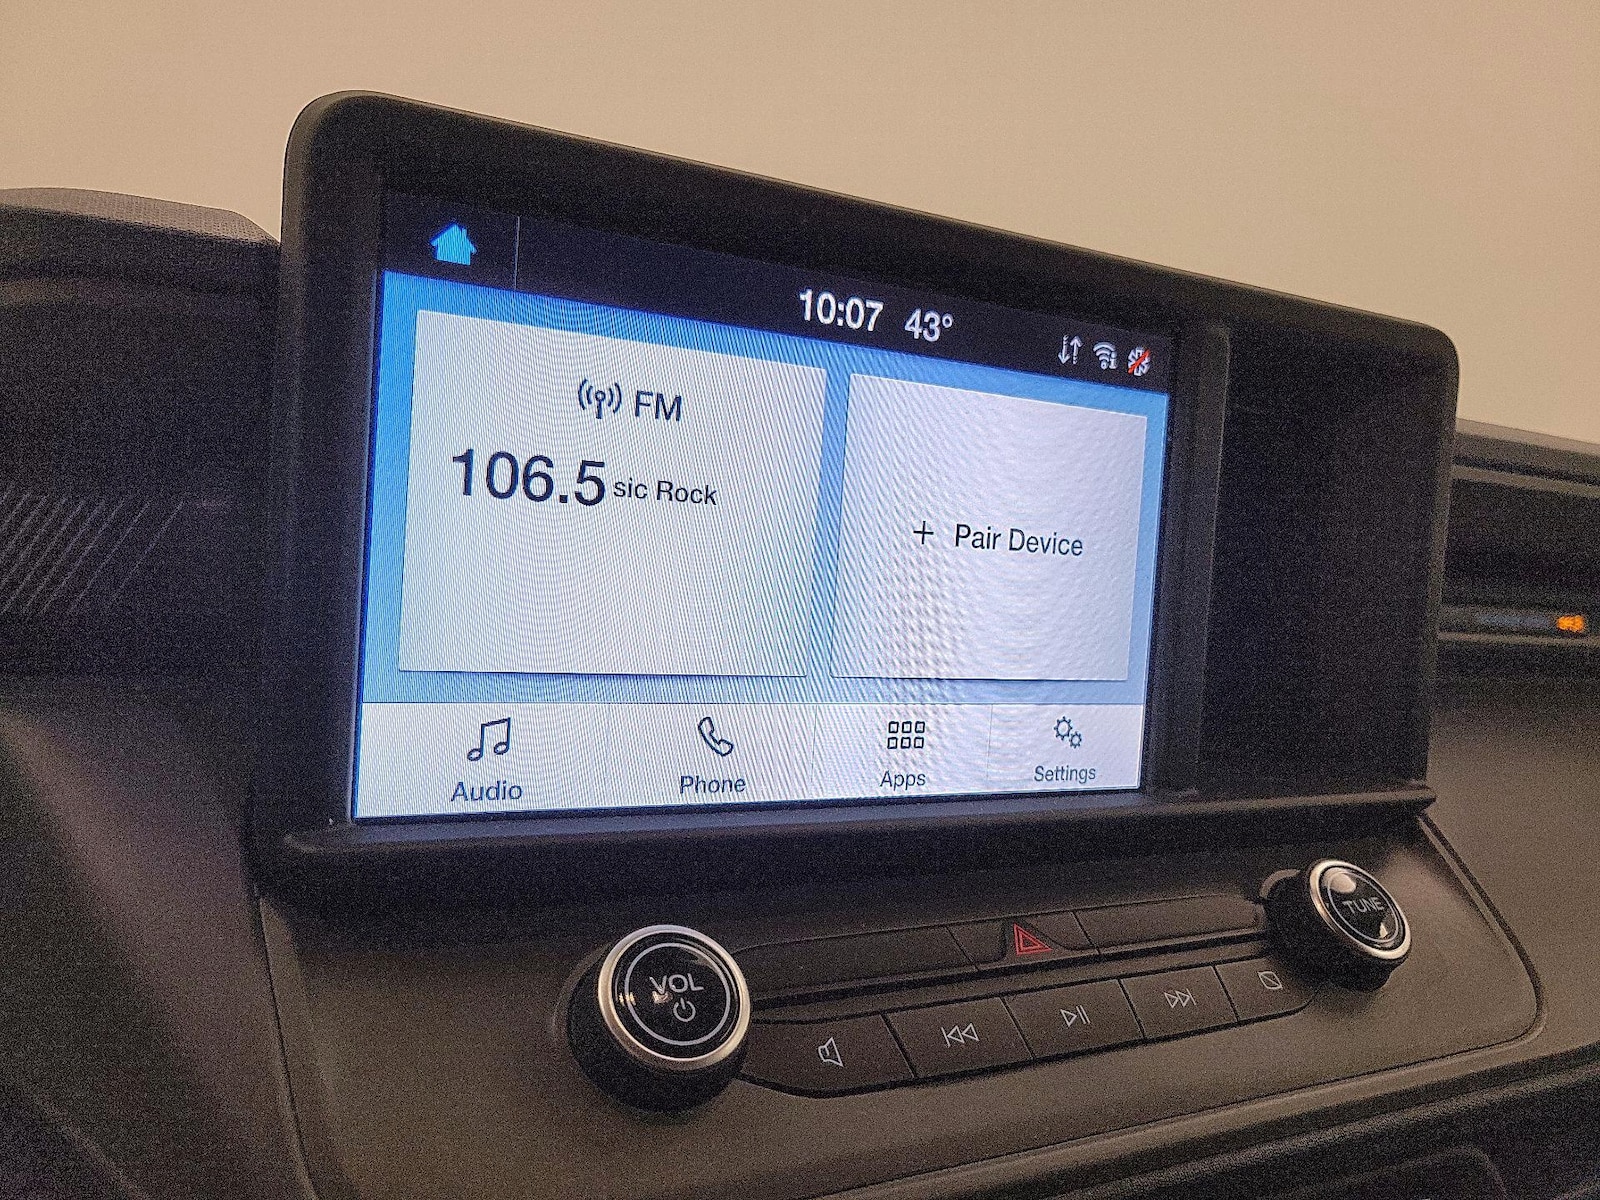 10:07 43°
FM
106.5 sic Rock
+ Pair Device
Audio Phone Apps Settings
VOL
TUNE